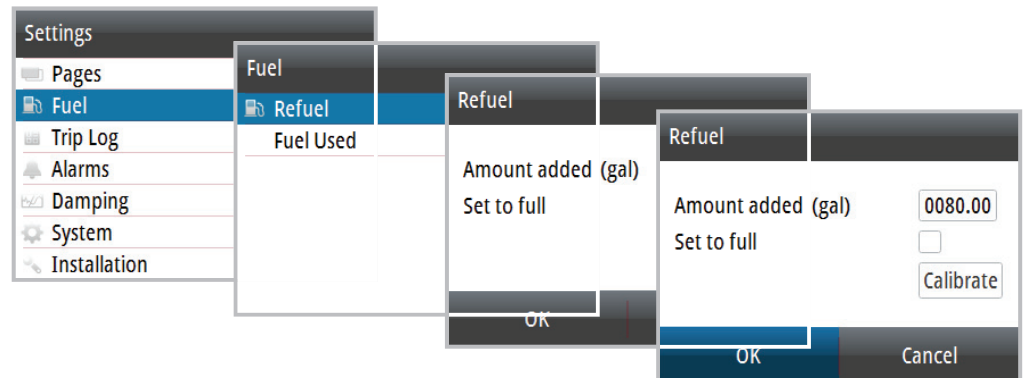 Settings
Pages
Fuel
Trip Log
Alarms
Damping
System
Installation
Fuel
Refuel
Fuel Used
Refuel
Amount added (gal)
Set to full
OK
Refuel
Amount added (gal) 0080.00
Set to full
Calibrate
OK Cancel